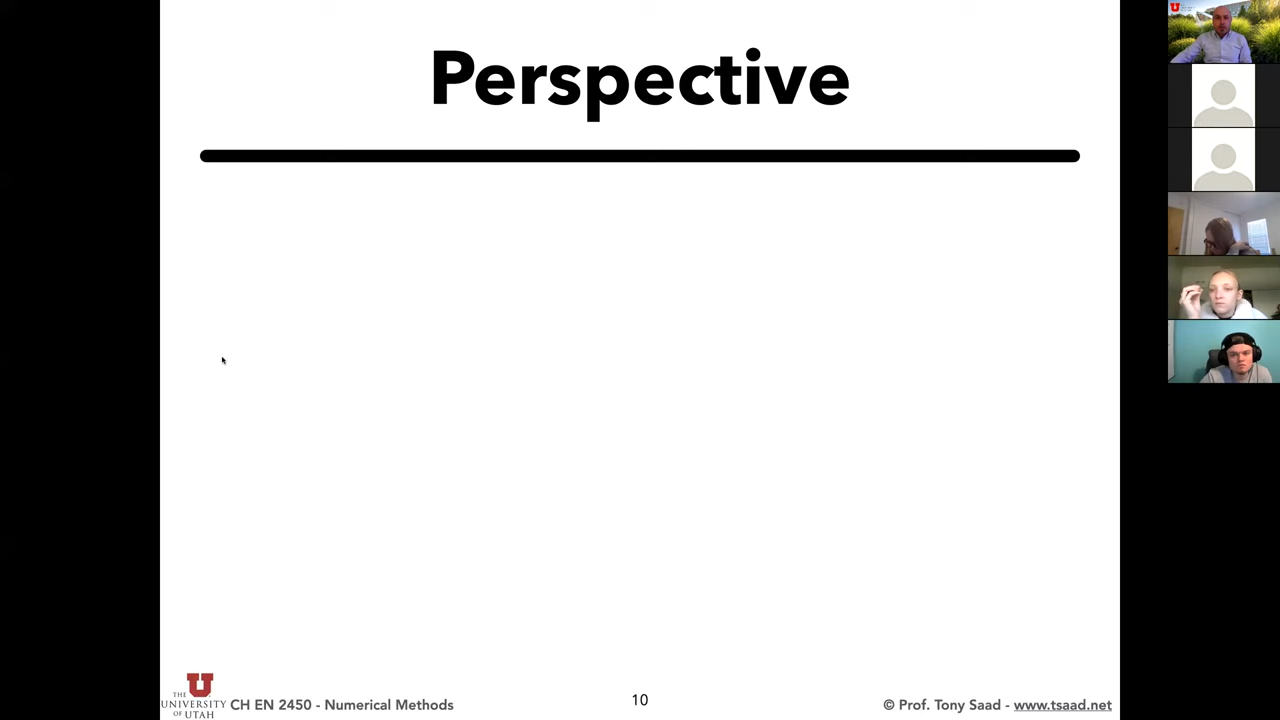 Perspective
THE
UNIVERSITY
OF UTAH
CH EN 2450 - Numerical Methods
10
© Prof. Tony Saad - www.tsaad.net